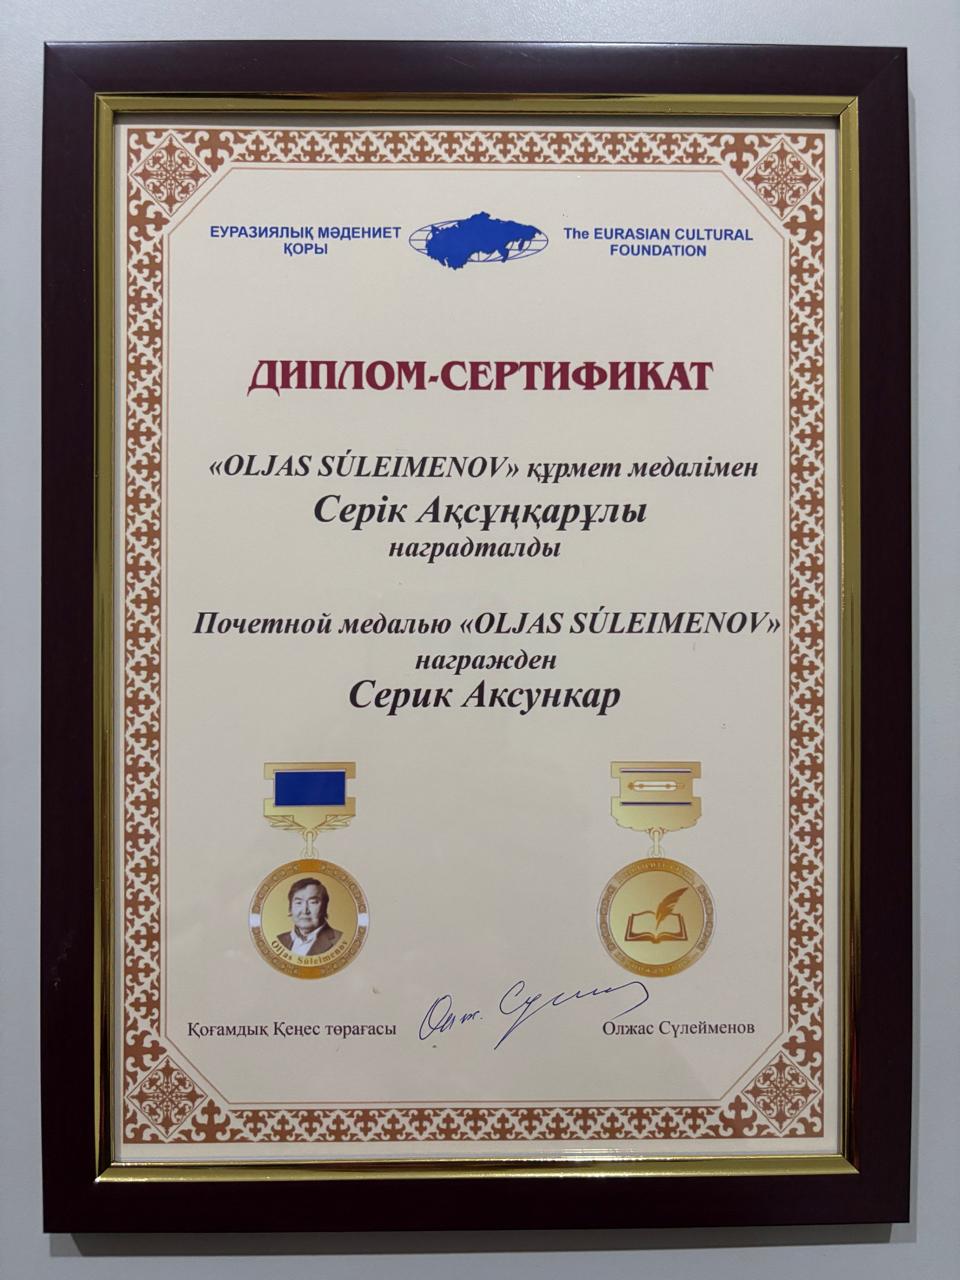 ЕУРАЗИЯЛЫҚ МӘДЕНИЕТ
ҚОРЫ
The EURASIAN CULTURAL
FOUNDATION
ДИПЛОМ-СЕРТИФИКАТ
«OLJAS SÚLEIMENOV» құрмет медалімен
Серік Ақсұңқарұлы
наградталды
Почетной медалью «OLJAS SÚLEIMENOV»
награжден
Серик Аксункар
Oljas Súleimenov
Қоғамдық Кеңес төрағасы
Олжас Сүлейменов